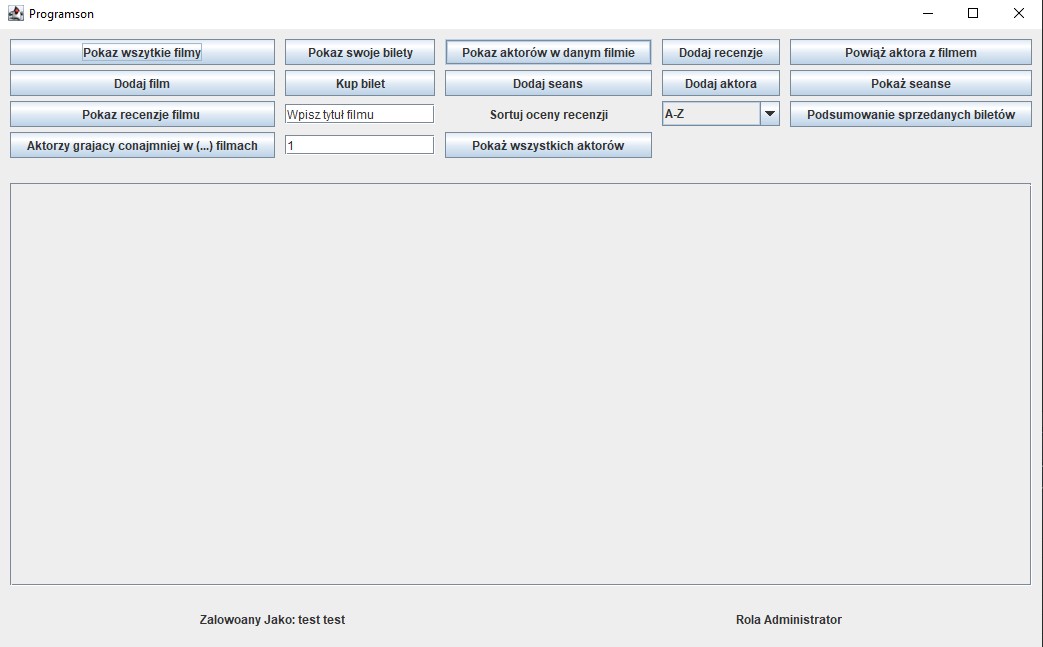 Programson
Pokaz wszytkie filmy Pokaz swoje bilety Pokaz aktorów w danym filmie Dodaj recenzje Powiąż aktora z filmem
Dodaj film Kup bilet Dodaj seans Dodaj aktora Pokaż seanse
Pokaz recenzje filmu Wpisz tytuł filmu Sortuj oceny recenzji A-Z Podsumowanie sprzedanych biletów
Aktorzy grajacy conajmniej w (...) filmach 1 Pokaż wszystkich aktorów
Zalowoany Jako: test test Rola Administrator